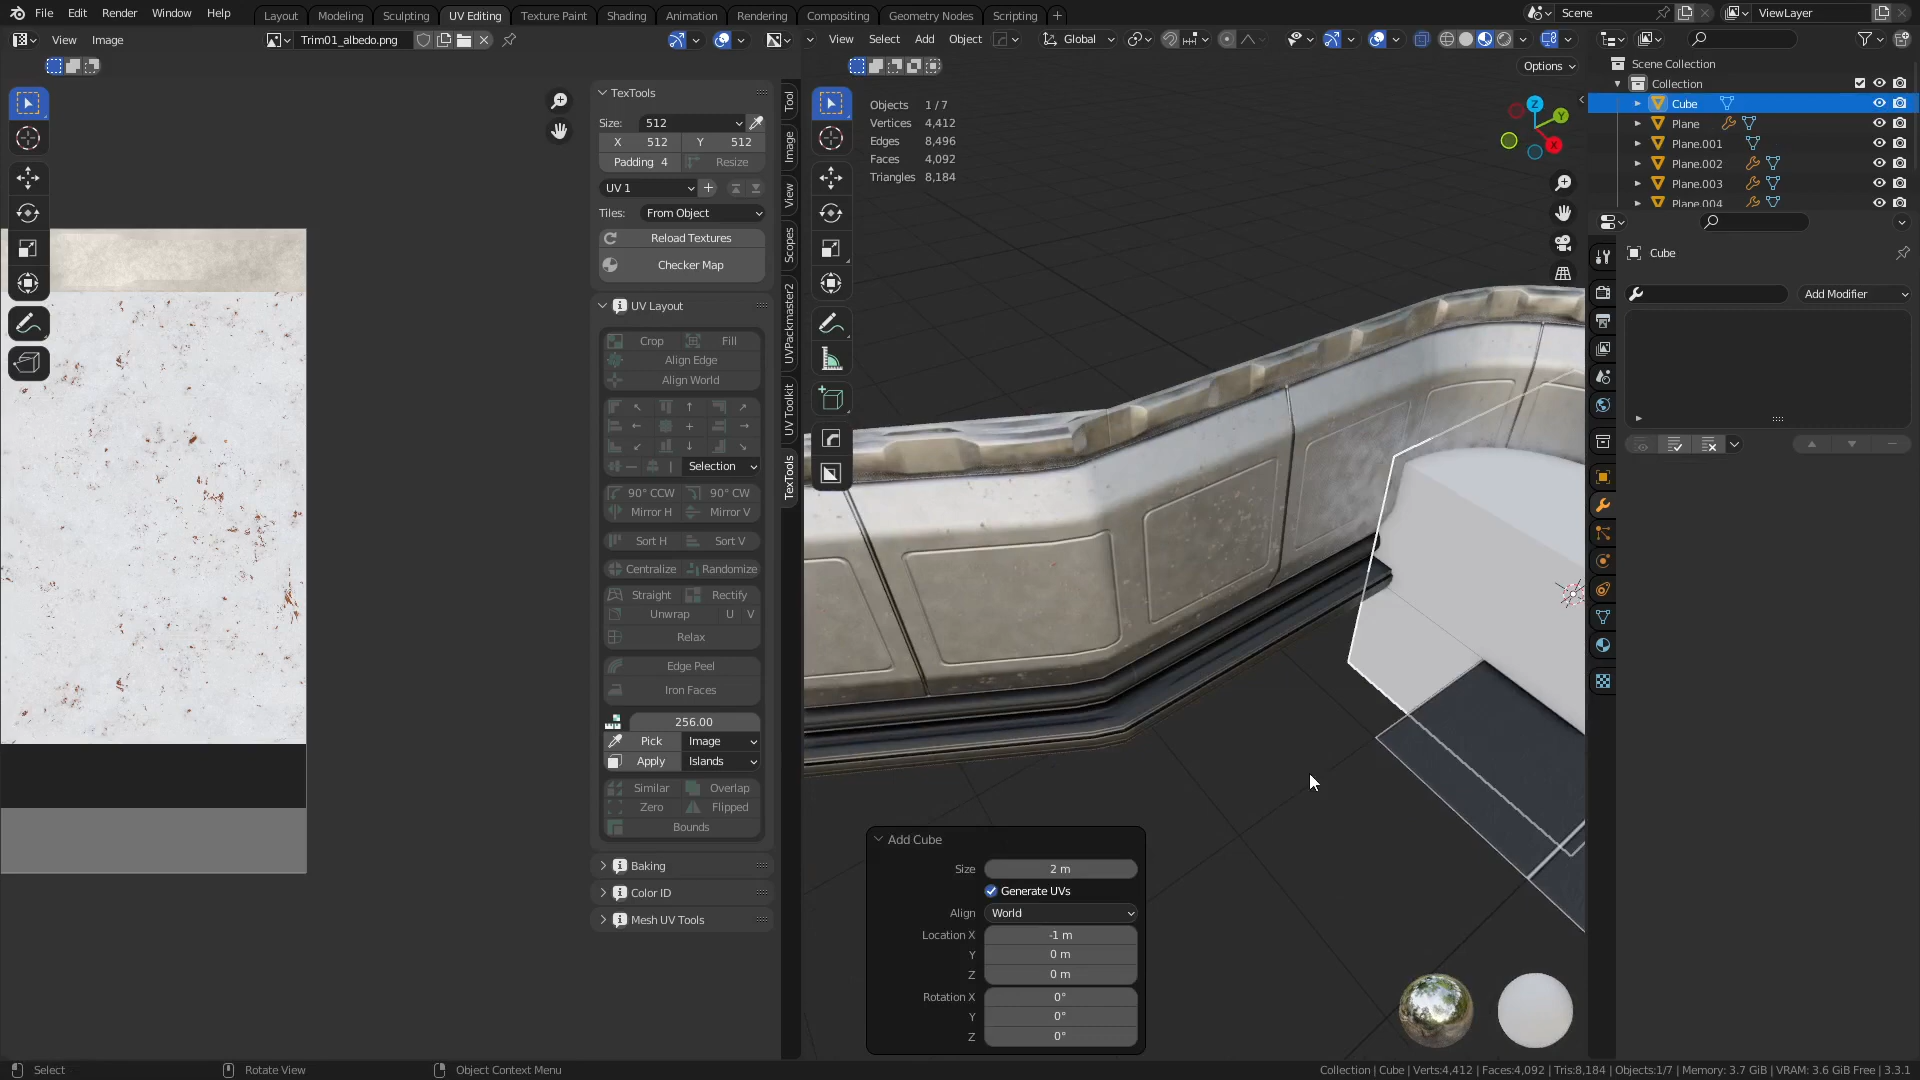 File Edit Render Window Help Layout Modeling Sculpting UV Editing Texture Paint Shading Animation Rendering Compositing Geometry Nodes Scripting + Scene ViewLayer
View Image Trim01_albedo.png View Select Add Object Global
Options
Scene Collection
Collection
Cube
Plane
Plane.001
Plane.002
Plane.003
Plane.004
TexTools
Size: 512
X 512 Y 512
Padding 4 Resize
UV 1
Tiles: From Object
Reload Textures
Checker Map
UV Layout
Crop Fill
Align Edge
Align World
Selection
90° CCW 90° CW
Mirror H Mirror V
Sort H Sort V
Centralize Randomize
Straight Rectify
Unwrap U V
Relax
Edge Peel
Iron Faces
256.00
Pick Image
Apply Islands
Similar Overlap
Zero Flipped
Bounds
Baking
Color ID
Mesh UV Tools
Tool
Image
View
Scopes
UVPackmaster2
UV Toolkit
TexTools
Objects 1 / 7
Vertices 4,412
Edges 8,496
Faces 4,092
Triangles 8,184
Z
Y
X
Cube
Add Modifier
Add Cube
Size 2 m
Generate UVs
Align World
Location X -1 m
Y 0 m
Z 0 m
Rotation X 0°
Y 0°
Z 0°
Select Rotate View Object Context Menu Collection | Cube | Verts:4,412 | Faces:4,092 | Tris:8,184 | Objects:1/7 | Memory: 3.7 GiB | VRAM: 3.6 GiB Free | 3.3.1